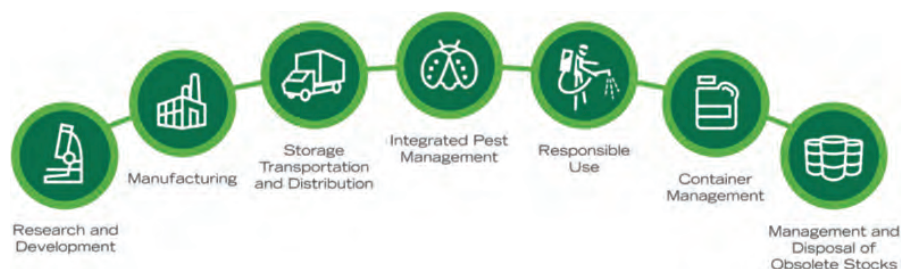 Research and
Development
Manufacturing
Storage
Transportation
and Distribution
Integrated Pest
Management
Responsible
Use
Container
Management
Management and
Disposal of
Obsolete Stocks